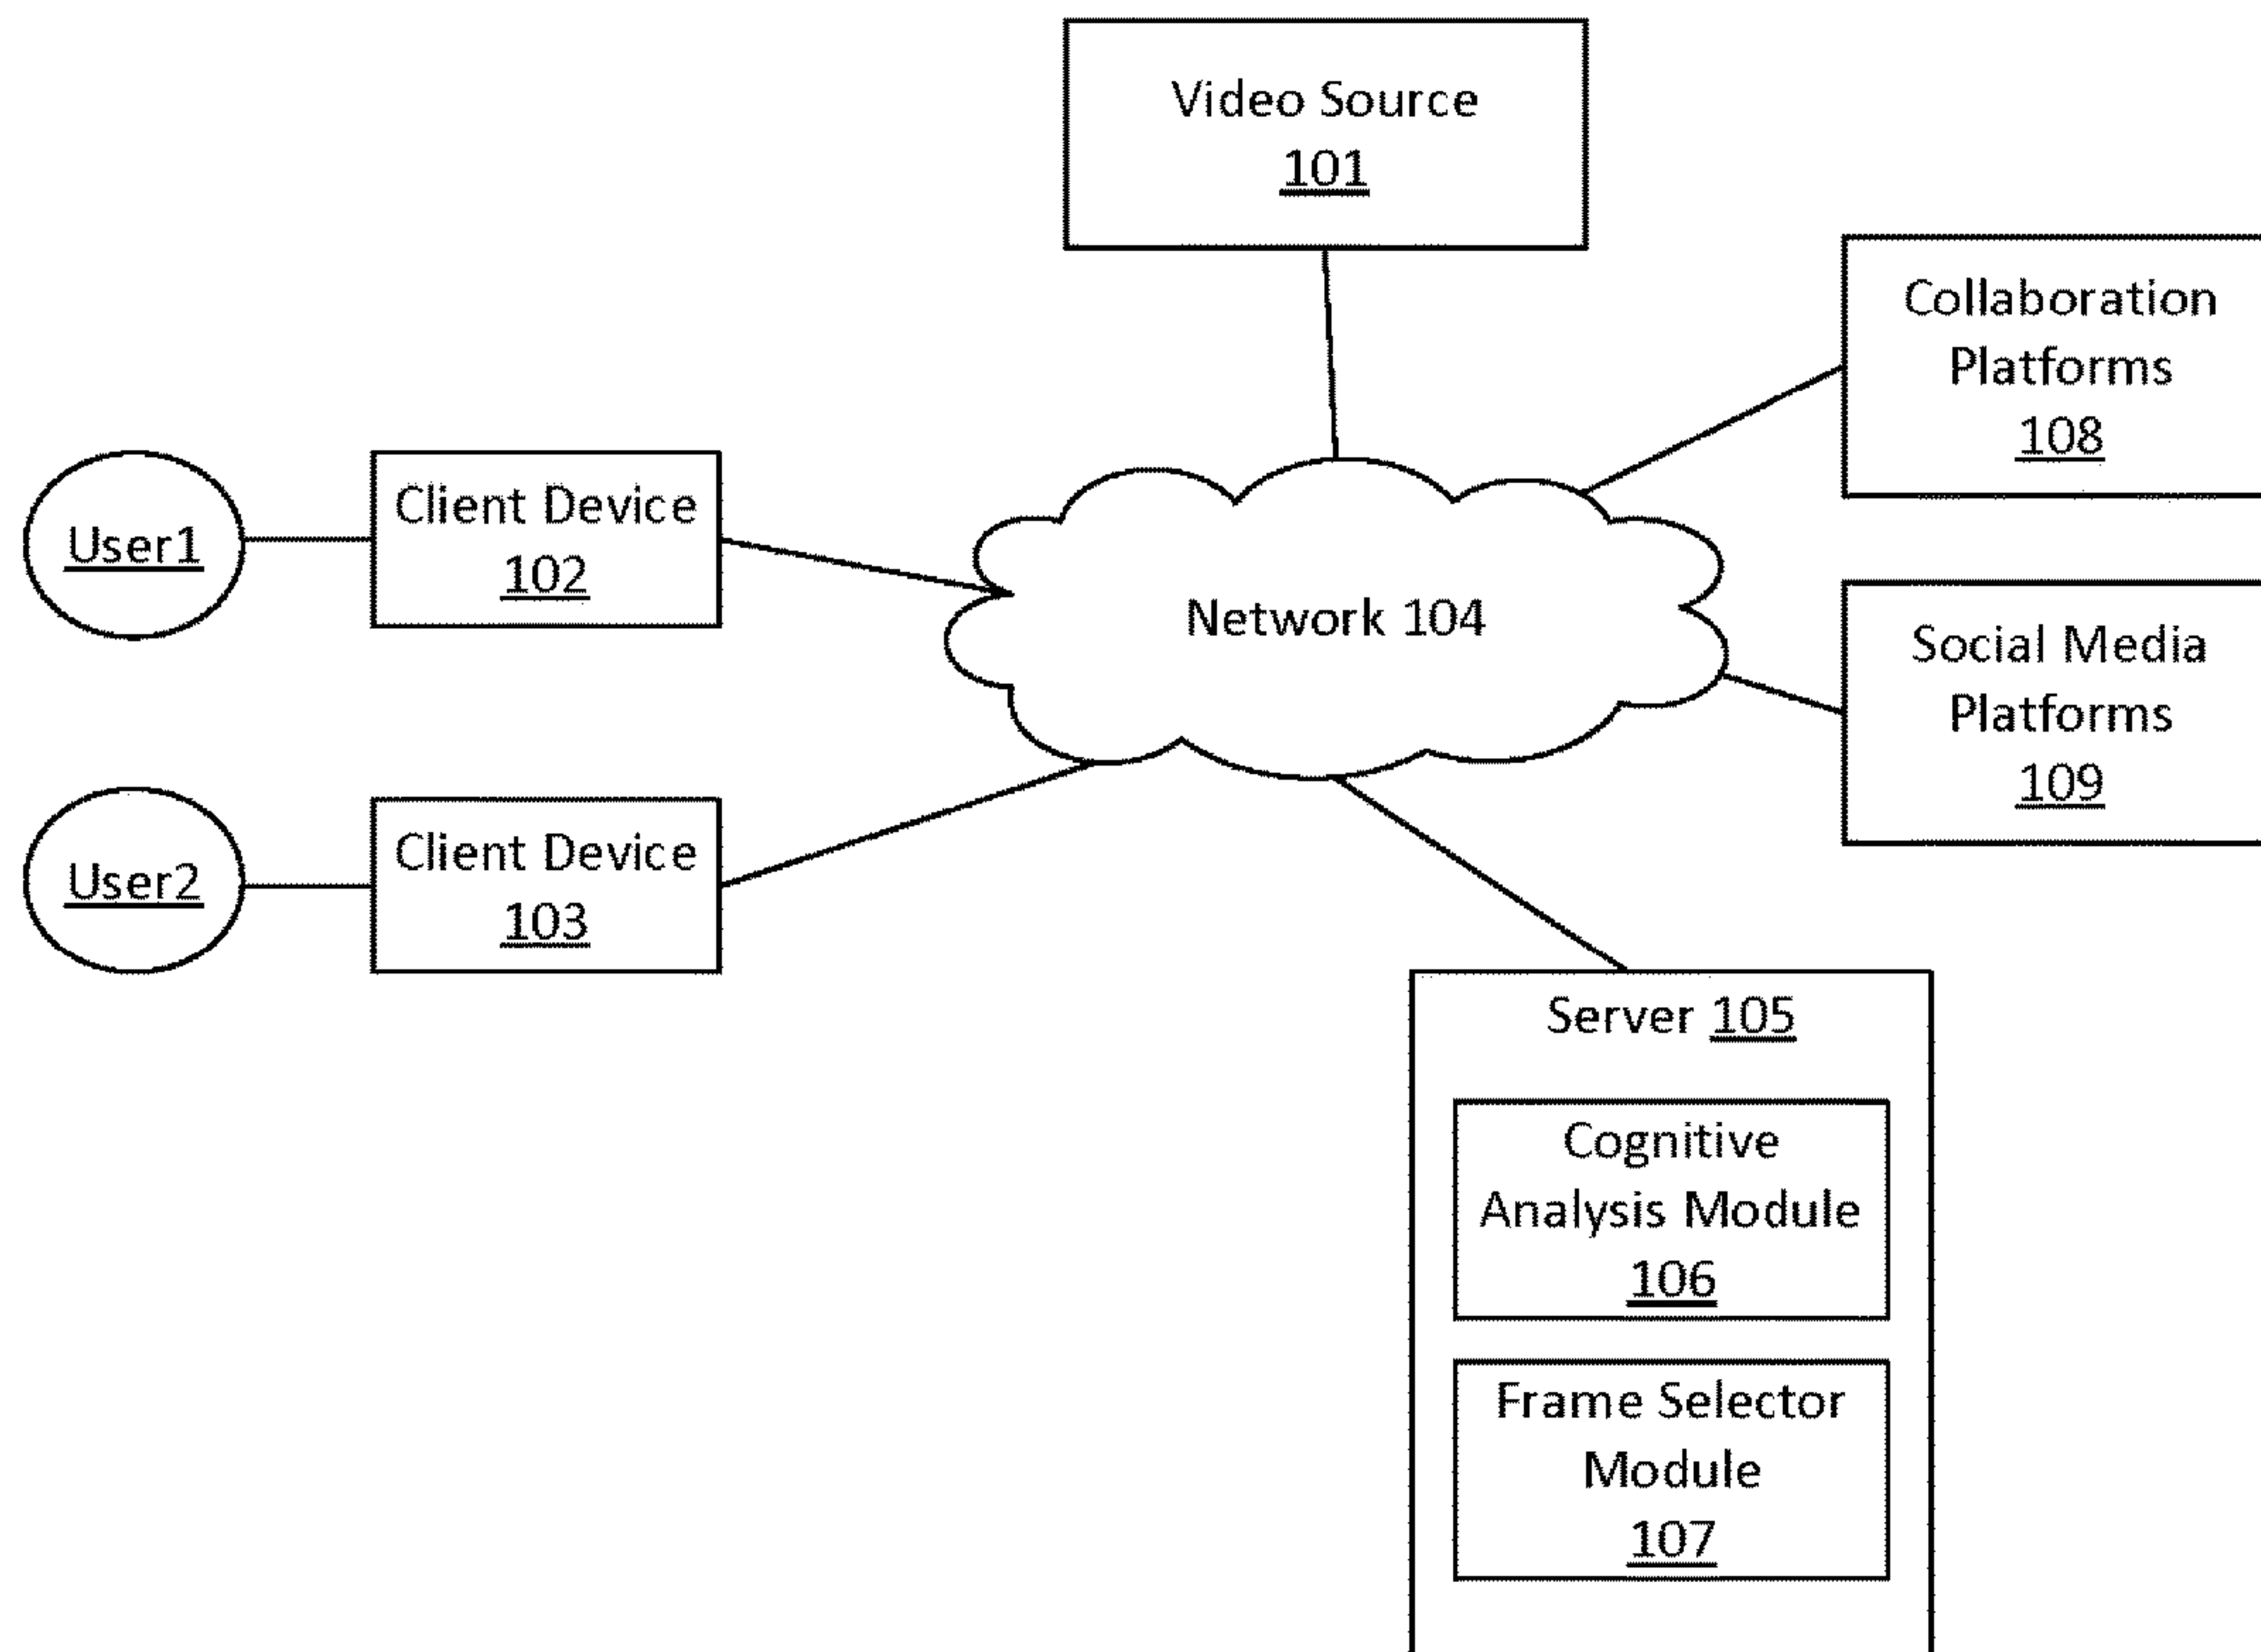 Video Source
101
Collaboration
Platforms
108
User1
Client Device
102
Network 104
Social Media
Platforms
109
User2
Client Device
103
Server 105
Cognitive
Analysis Module
106
Frame Selector
Module
107